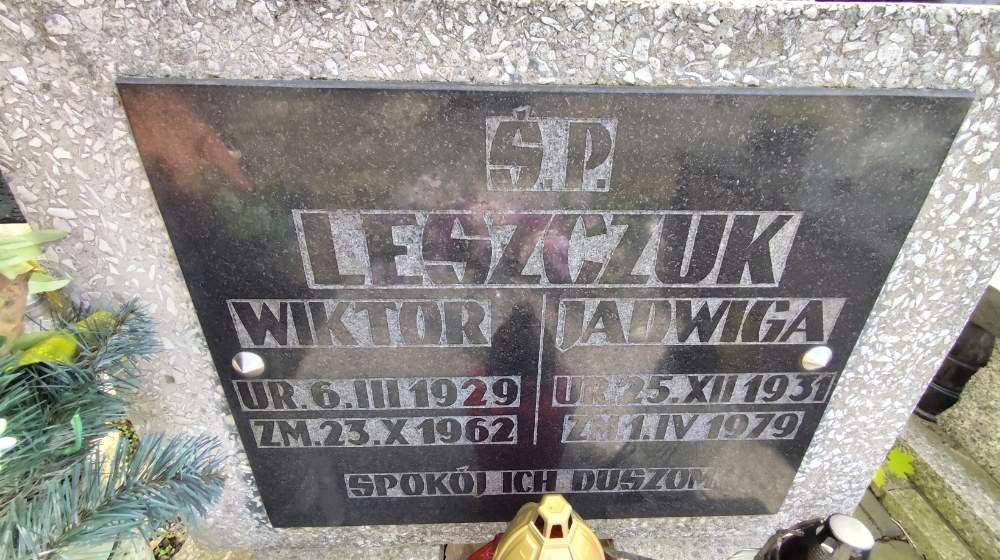 Ś.P.
LESZCZUK
WIKTOR
UR. 6.III 1929
ZM. 23.X 1962
JADWIGA
UR. 25.XII 1931
ZM 1.IV 1979
SPOKÓJ ICH DUSZOM